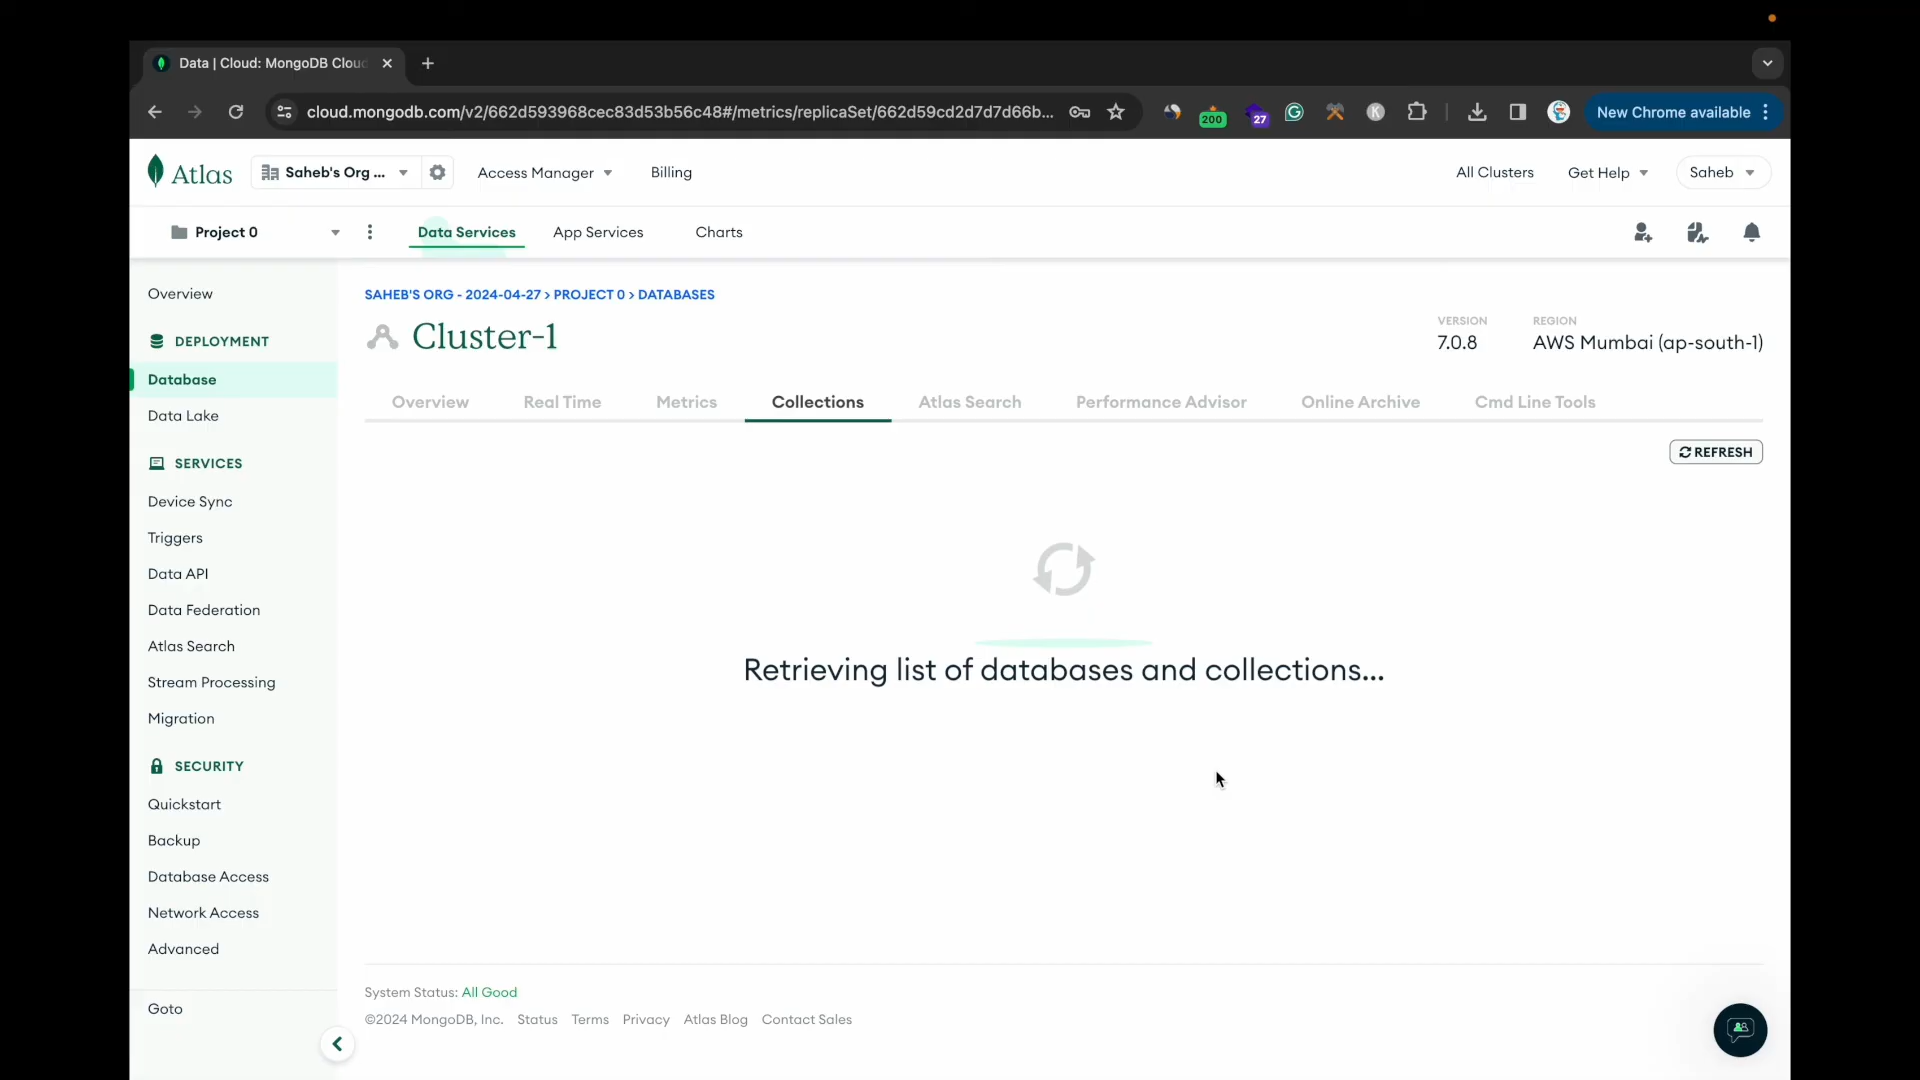 Data | Cloud: MongoDB Cloud
cloud.mongodb.com/v2/662d593968cec83d53b56c48#/metrics/replicaSet/662d59cd2d7d7d66b...
200
27
K
New Chrome available
Atlas
Saheb's Org ...
Access Manager
Billing
All Clusters
Get Help
Saheb
Project 0
Data Services
App Services
Charts
Overview
DEPLOYMENT
Database
Data Lake
SERVICES
Device Sync
Triggers
Data API
Data Federation
Atlas Search
Stream Processing
Migration
SECURITY
Quickstart
Backup
Database Access
Network Access
Advanced
Goto
SAHEB'S ORG - 2024-04-27 > PROJECT 0 > DATABASES
Cluster-1
VERSION
7.0.8
REGION
AWS Mumbai (ap-south-1)
Overview
Real Time
Metrics
Collections
Atlas Search
Performance Advisor
Online Archive
Cmd Line Tools
REFRESH
Retrieving list of databases and collections...
System Status: All Good
©2024 MongoDB, Inc. Status Terms Privacy Atlas Blog Contact Sales